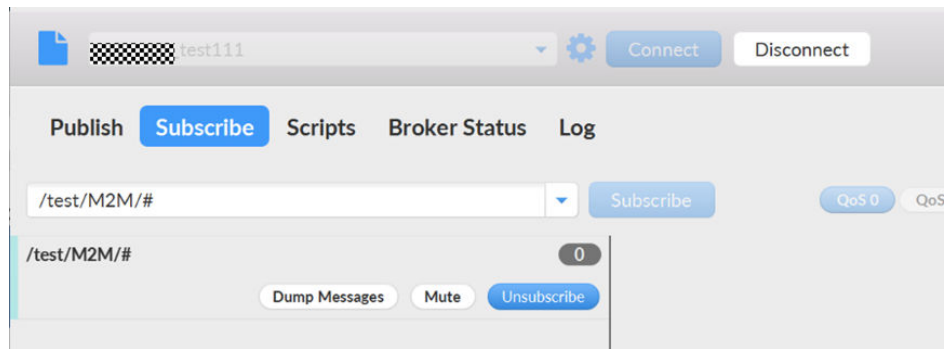 test111 Connect Disconnect
Publish Subscribe Scripts Broker Status Log
/test/M2M/# Subscribe QoS 0 QoS
/test/M2M/# 0
Dump Messages Mute Unsubscribe